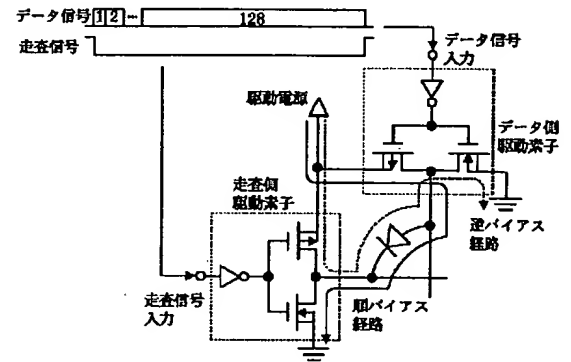 データ信号 1 2 … 128
走査信号
データ信号
入力
駆動電源
データ側
駆動素子
走査側
駆動素子
逆バイアス
経路
走査信号
入力
順バイアス
経路